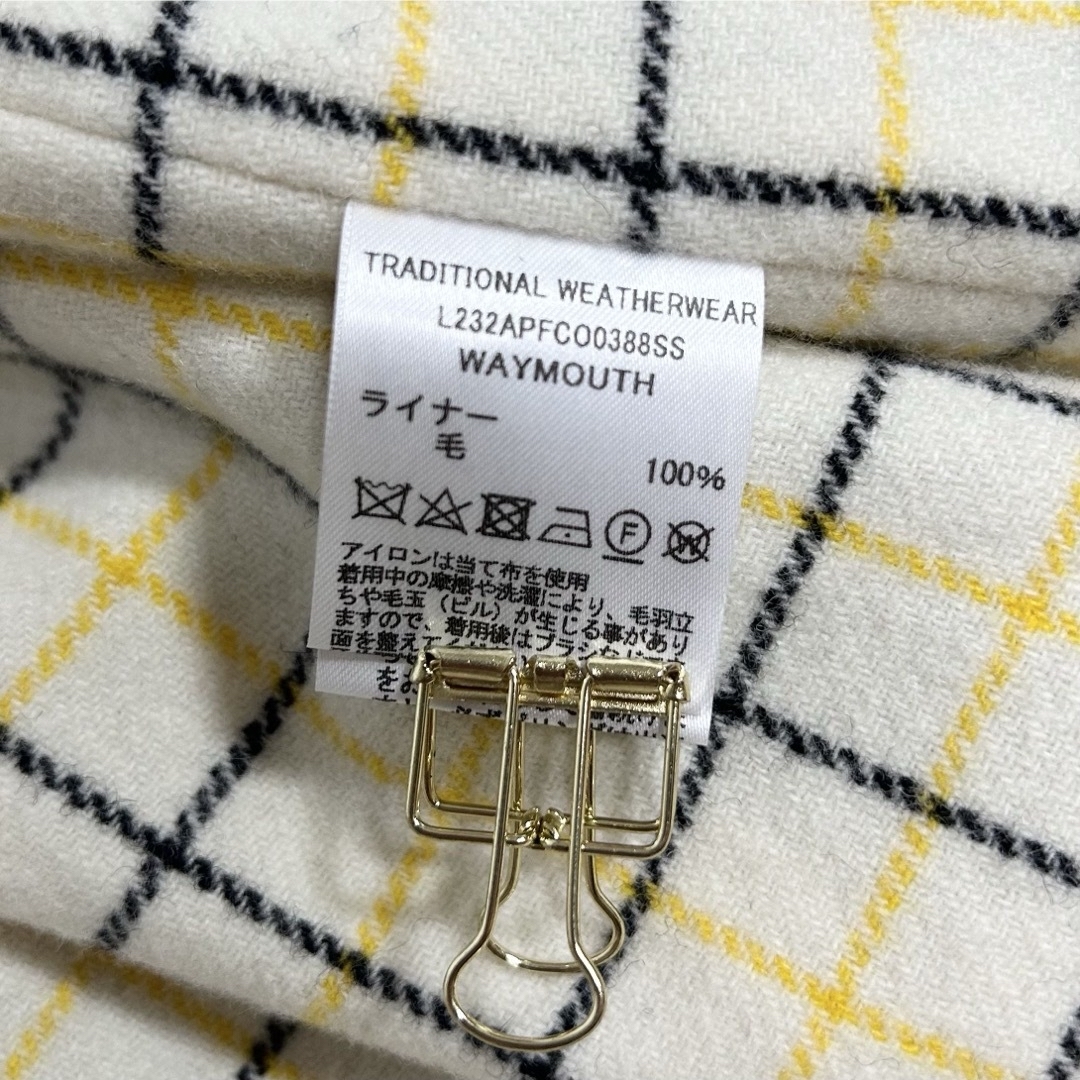 TRADITIONAL WEATHERWEAR
L232APFCO0388SS
WAYMOUTH
ライナー
毛 100%
F
W
アイロンは当て布を使用
着用中の摩擦や洗濯により、毛羽立
ちや毛玉（ピル）が生じる事があり
ますので、着用後はブラシなど
面を整えて